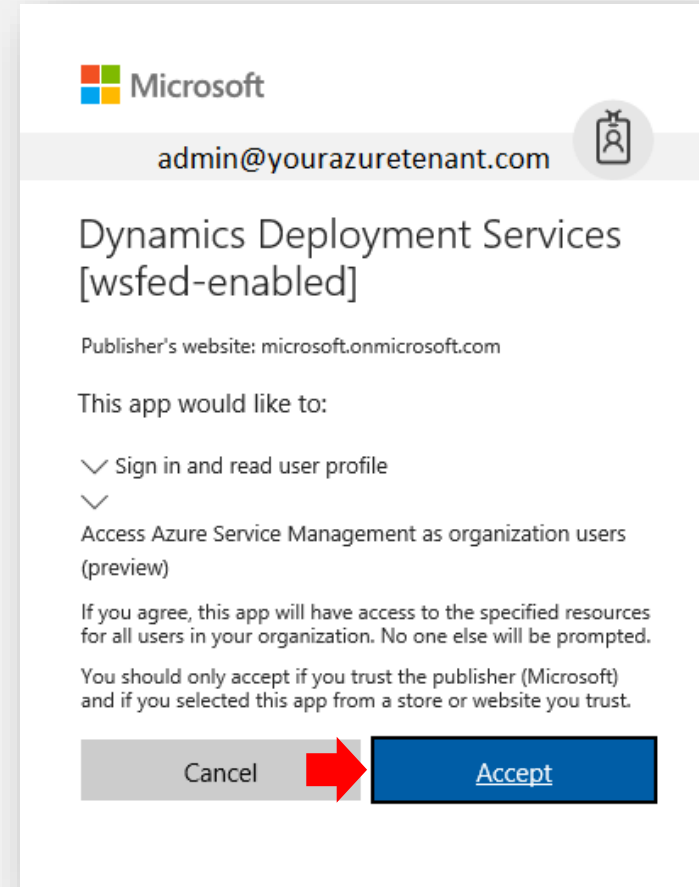 Microsoft
admin@yourazuretenant.com
Dynamics Deployment Services
[wsfed-enabled]
Publisher's website: microsoft.onmicrosoft.com
This app would like to:
Sign in and read user profile
Access Azure Service Management as organization users
(preview)
If you agree, this app will have access to the specified resources
for all users in your organization. No one else will be prompted.
You should only accept if you trust the publisher (Microsoft)
and if you selected this app from a store or website you trust.
Cancel
Accept